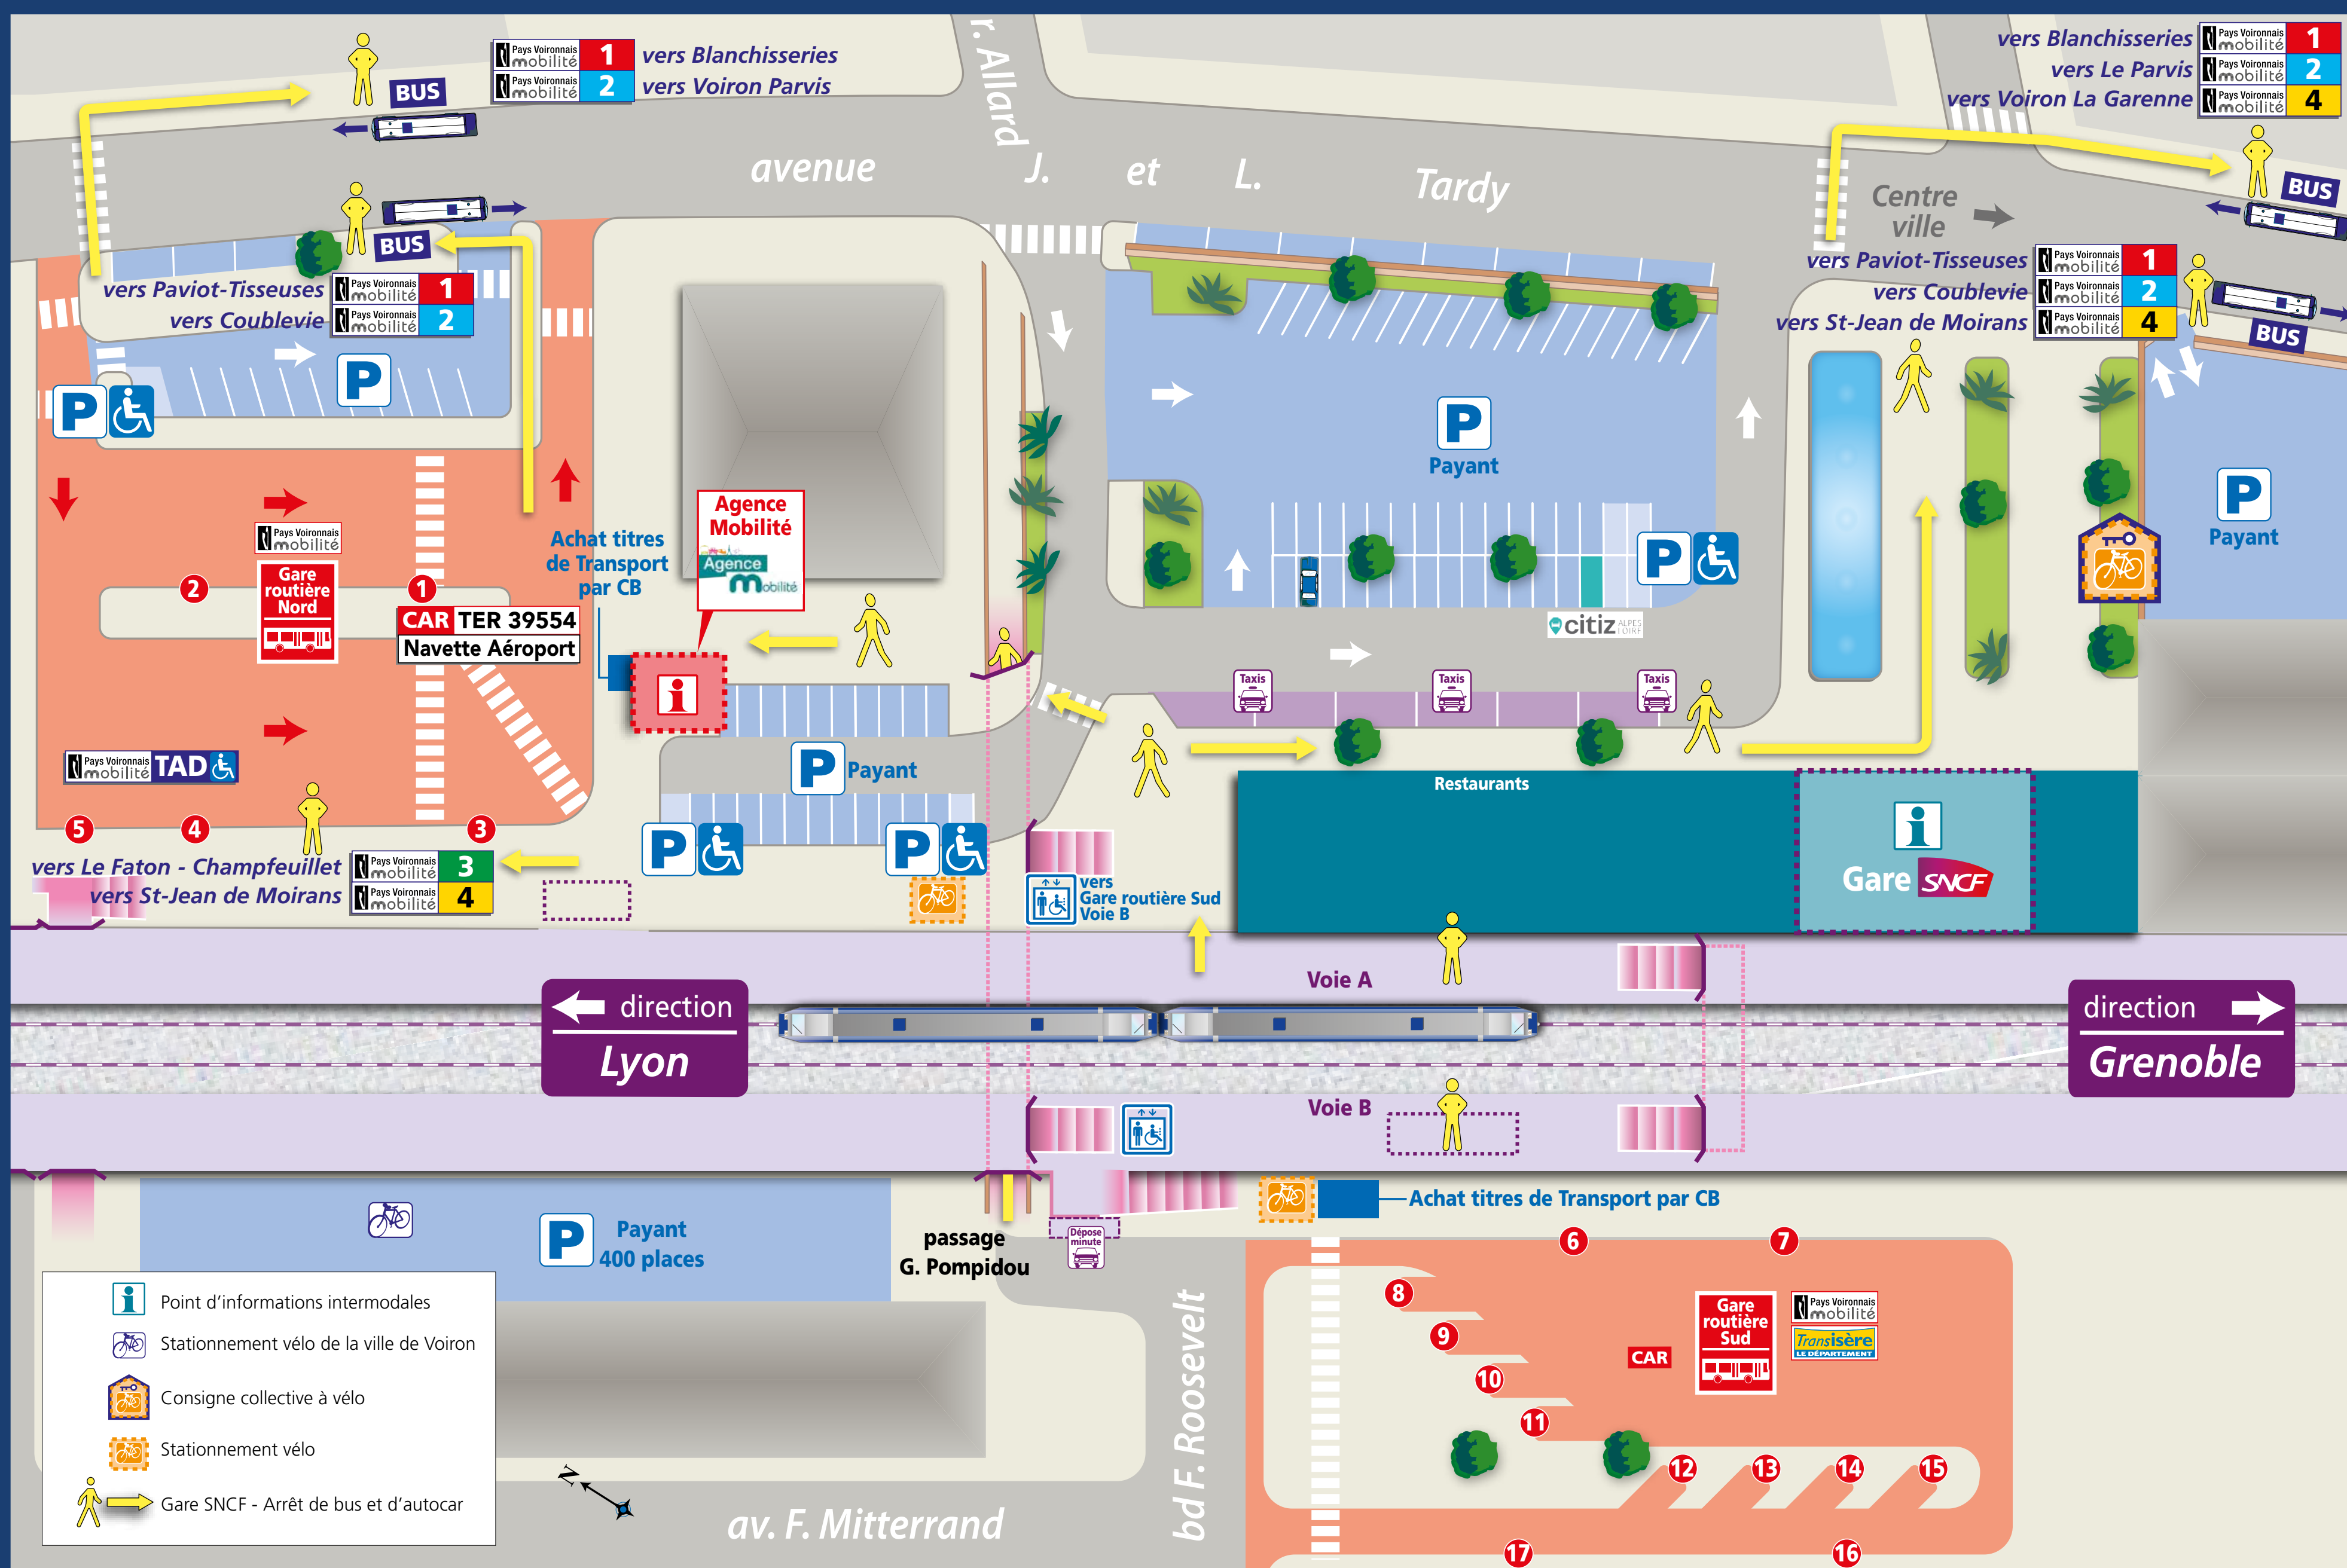 Pays Voironnais mobilité 1 vers Blanchisseries
Pays Voironnais mobilité 2 vers Voiron Parvis
BUS
BUS
vers Paviot-Tisseuses Pays Voironnais mobilité 1
vers Coublevie Pays Voironnais mobilité 2
r. Allard
avenue J. et L. Tardy
vers Blanchisseries Pays Voironnais mobilité 1
vers Le Parvis Pays Voironnais mobilité 2
vers Voiron La Garenne Pays Voironnais mobilité 4
BUS
Centre
ville
vers Paviot-Tisseuses Pays Voironnais mobilité 1
vers Coublevie Pays Voironnais mobilité 2
vers St-Jean de Moirans Pays Voironnais mobilité 4
BUS
P
P
P
Payant
P
Payant
P
Pays Voironnais
mobilité
Gare
routière
Nord
2
1
CAR TER 39554
Navette Aéroport
Achat titres
de Transport
par CB
Agence
Mobilité
Agence
mobilité
i
citiz ALPES
LOIRE
Taxis
Taxis
Taxis
Pays Voironnais
mobilité TAD
5
4
3
P Payant
P
P
vers Le Faton - Champfeuillet Pays Voironnais mobilité 3
vers St-Jean de Moirans Pays Voironnais mobilité 4
vers
Gare routière Sud
Voie B
Restaurants
i
Gare SNCF
Voie A
direction
Lyon
direction
Grenoble
Voie B
P Payant
400 places
passage
G. Pompidou
Dépose
minute
Achat titres de Transport par CB
6
7
8
9
10
11
12
13
14
15
16
17
CAR
Gare
routière
Sud
Pays Voironnais
mobilité
Transisère
LE DÉPARTEMENT
bd F. Roosevelt
av. F. Mitterrand
N
i Point d'informations intermodales
Stationnement vélo de la ville de Voiron
Consigne collective à vélo
Stationnement vélo
Gare SNCF - Arrêt de bus et d'autocar